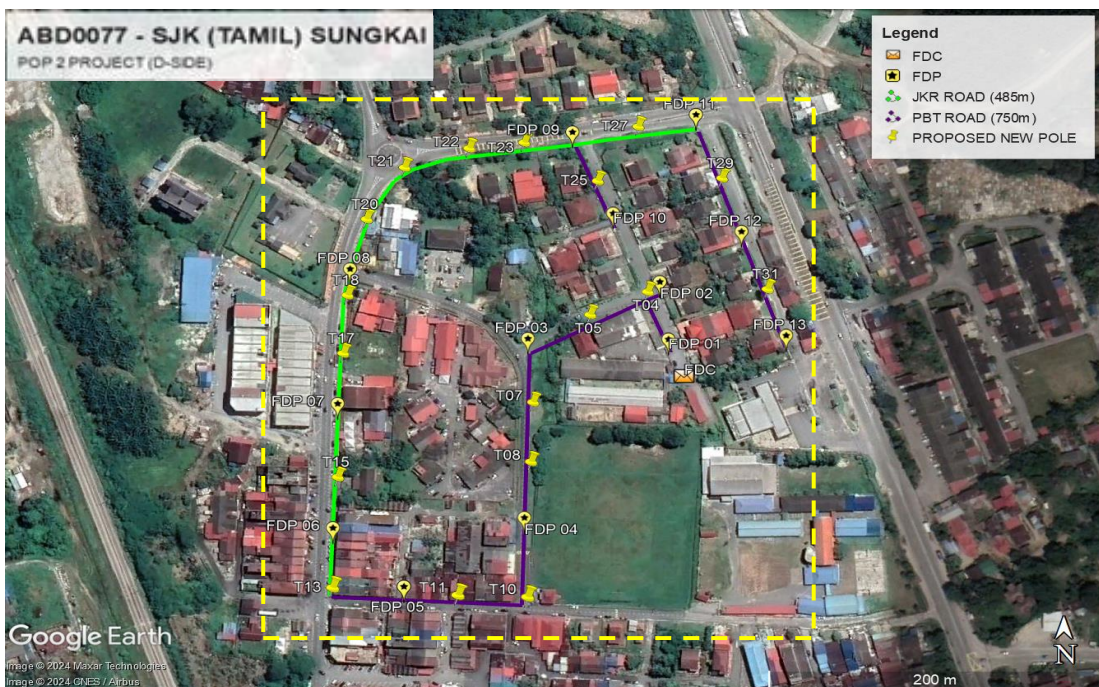 ABD0077 - SJK (TAMIL) SUNGKAI
POP 2 PROJECT (D-SIDE)
Legend
FDC
FDP
JKR ROAD (485m)
PBT ROAD (750m)
PROPOSED NEW POLE
FDP 11
T27
FDP 09
T22
T23
T21
T29
T25
T20
FDP 10
FDP 12
FDP 08
T18
T31
FDP 02
T04
T05
FDP 03
FDP 01
FDP 13
T17
FDC
T07
FDP 07
T08
T15
FDP 06
FDP 04
T13
T11
T10
FDP 05
Google Earth
Image © 2024 Maxar Technologies
Image © 2024 CNES / Airbus
N
200 m